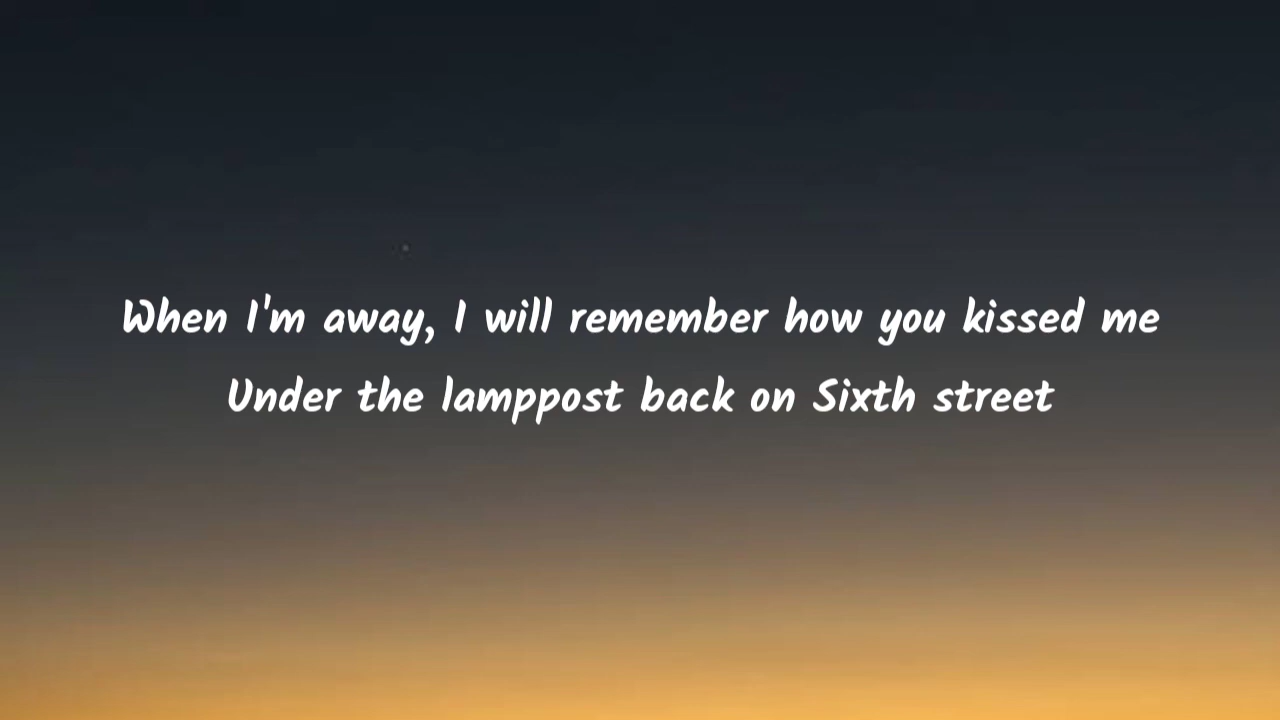 When I'm away, I will remember how you kissed me
Under the lamppost back on Sixth street